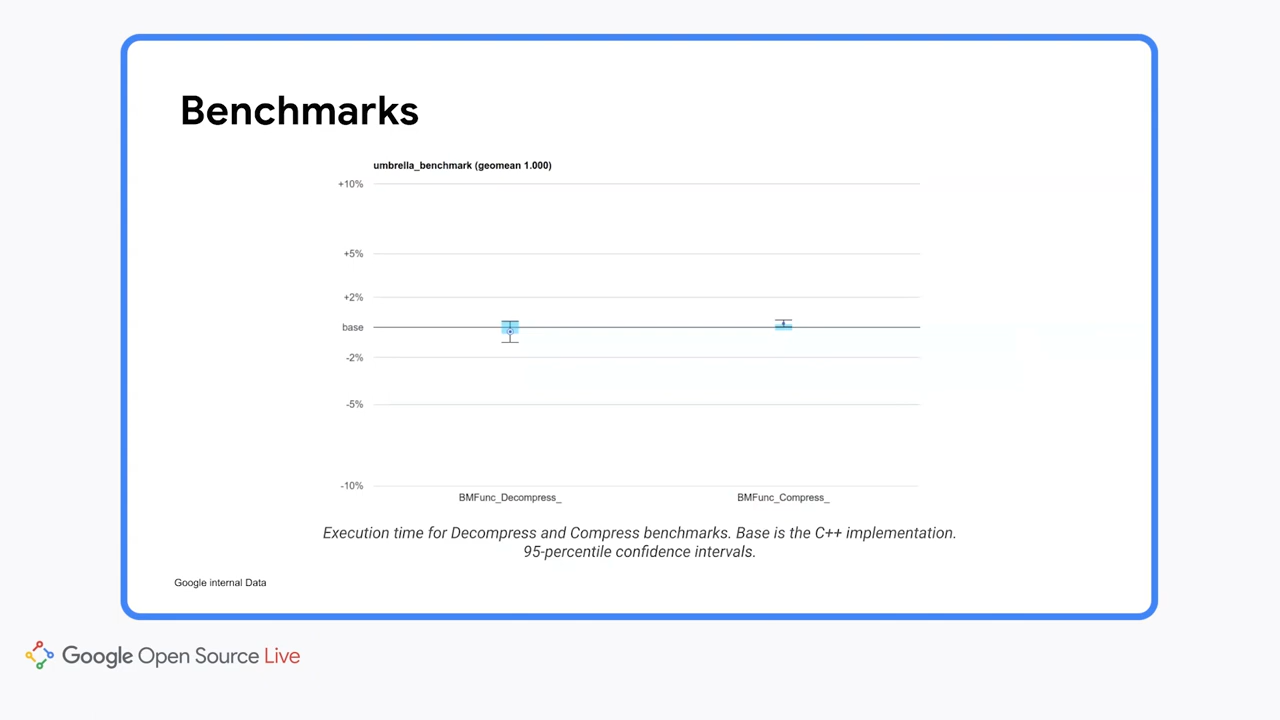 Benchmarks
umbrella_benchmark (geomean 1.000)
+10%
+5%
+2%
base
-2%
-5%
-10%
BMFunc_Decompress_ BMFunc_Compress_
Execution time for Decompress and Compress benchmarks. Base is the C++ implementation.
95-percentile confidence intervals.
Google internal Data
Google Open Source Live